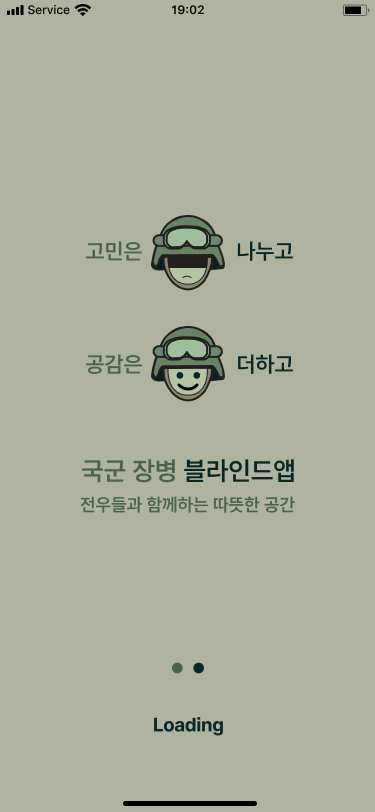 Service 19:02
고민은 나누고
공감은 더하고
국군 장병 블라인드앱
전우들과 함께하는 따뜻한 공간
Loading